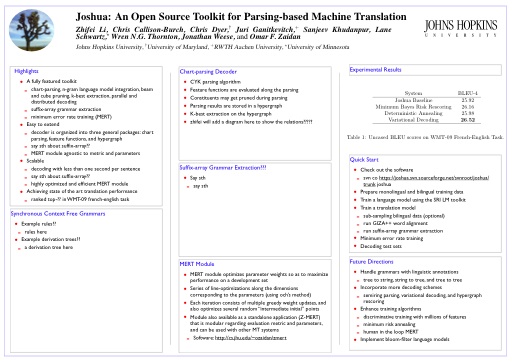 Joshua: An Open Source Toolkit for Parsing-based Machine Translation
Zhifei Li, Chris Callison-Burch, Chris Dyer,† Juri Ganitkevitch,+ Sanjeev Khudanpur, Lane
Schwartz,* Wren N.G. Thornton, Jonathan Weese, and Omar F. Zaidan
Johns Hopkins University, †University of Maryland, +RWTH Aachen University, *University of Minnesota
JOHNS HOPKINS
UNIVERSITY
Highlights
A fully featured toolkit
chart-parsing, n-gram language model integration, beam
and cube pruning, k-best extraction, parallel and
distributed decoding
suffix-array grammar extraction
minimum error rate training (MERT)
Easy to extend
decoder is organized into three general packages: chart
parsing, feature functions, and hypergraph
say sth about suffix-array??
MERT module agnostic to metric and parameters
Scalable
decoding with less than one second per sentence
say sth about suffix-array??
highly optimized and efficient MERT module
Achieving state of the art translation performance
ranked top-?? in WMT-09 french-english task
Synchronous Context Free Grammars
Example rules??
rules here
Example derivation trees??
a derivation tree here
Chart-parsing Decoder
CYK parsing algorithm
Feature functions evaluated along the parsing
Constituents may get pruned during parsing
Parsing results are stored in a hypergraph
K-best extraction on the hypergraph
zhifei will add a diagram here to show the relations?????
Suffix-array Grammar Extraction???
Say sth
say sth
MERT Module
MERT module optimizes parameter weights so as to maximize
performance on a development set
Series of line-optimizations along the dimensions
corresponding to the parameters (using och's method)
Each iteration consists of multiple greedy weight updates, and
also optimizes several random "intermediate initial" points
Module also available as a standalone application (Z-MERT)
that is modular regarding evaluation metric and parameters,
and can be used with other MT systems
Software:
Experimental Results
System BLEU-4
Joshua Baseline 25.92
Minimum Bayes Risk Rescoring 26.16
Deterministic Annealing 25.98
Variational Decoding 26.52
Table 1: Uncased BLEU scores on WMT-09 French-English Task.
Quick Start
Check out the software
svn co https://joshua.svn.sourceforge.net/svnroot/joshua/
trunk joshua
Prepare monolingual and bilingual training data
Train a language model using the SRI LM toolkit
Train a translation model
sub-sampling bilingual data (optional)
run GIZA++ word alignment
run suffix-array grammar extraction
Minimum error rate training
Decoding test sets
Future Directions
Handle grammars with linguistic annotations
tree to string, string to tree, and tree to tree
Incorporate more decoding schemes
semiring parsing, variational decoding, and hypergraph
rescoring
Enhance training algorithms
discriminative training with millions of features
minimum risk annealing
human in the loop MERT
Implement bloom-filter language models